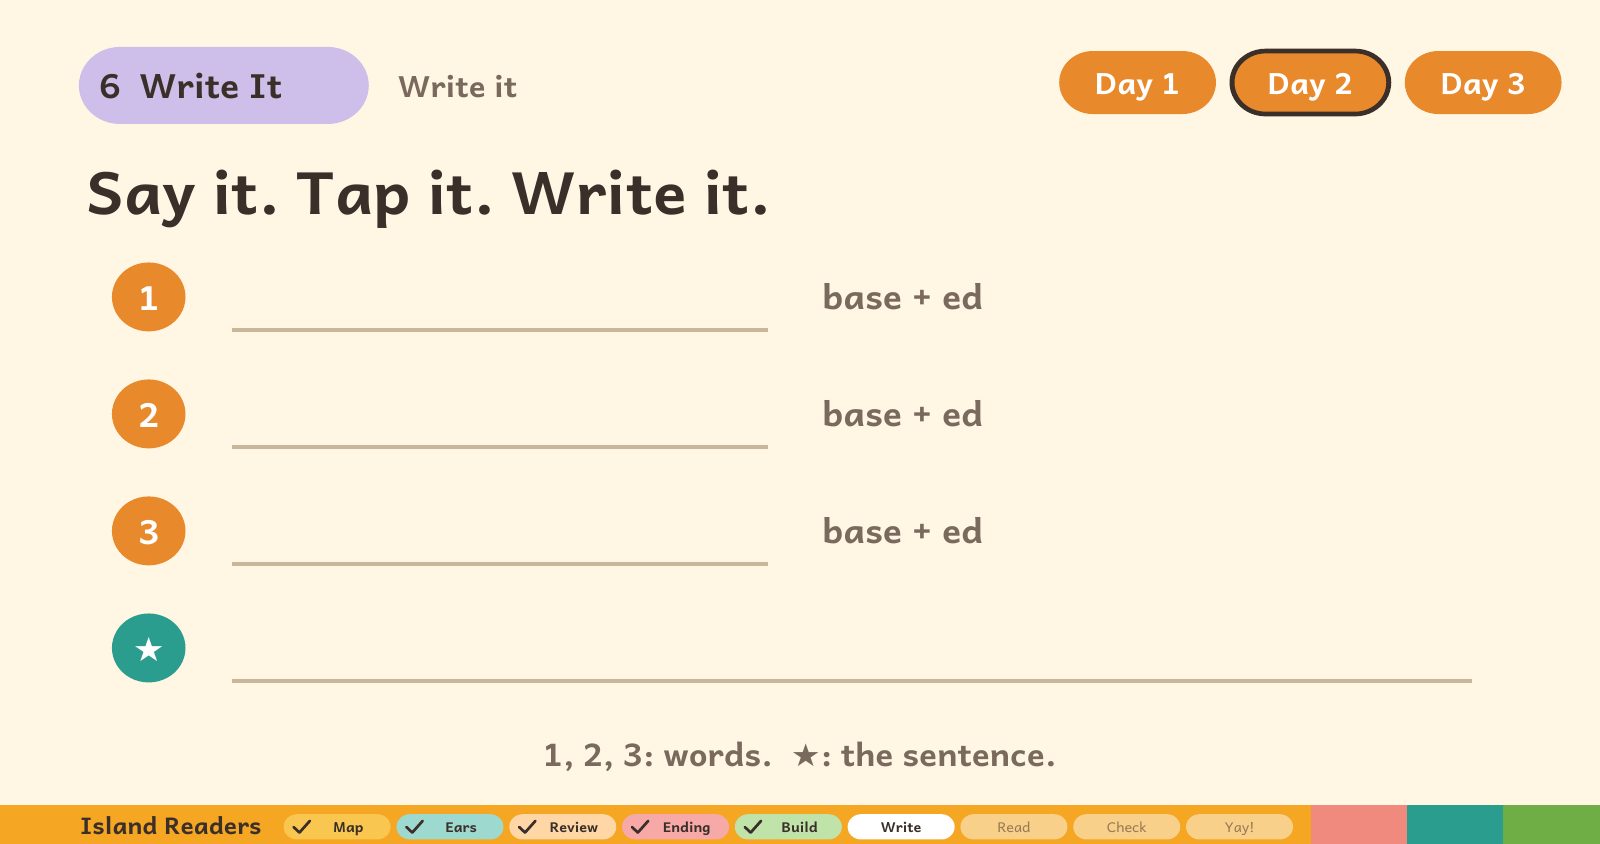 6 Write It
Write it
Day 1
Day 2
Day 3
Say it. Tap it. Write it.
1
base + ed
2
base + ed
3
base + ed
★
1, 2, 3: words. ★: the sentence.
Island Readers
✓ Map
✓ Ears
✓ Review
✓ Ending
✓ Build
Write
Read
Check
Yay!